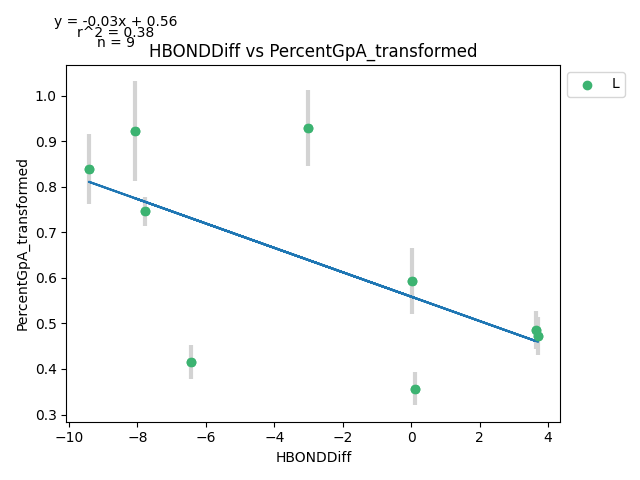 y = -0.03x + 0.56
r^2 = 0.38
n = 9
HBONDDiff vs PercentGpA_transformed
L
PercentGpA_transformed
1.0
0.9
0.8
0.7
0.6
0.5
0.4
0.3
−10
−8
−6
−4
−2
0
2
4
HBONDDiff